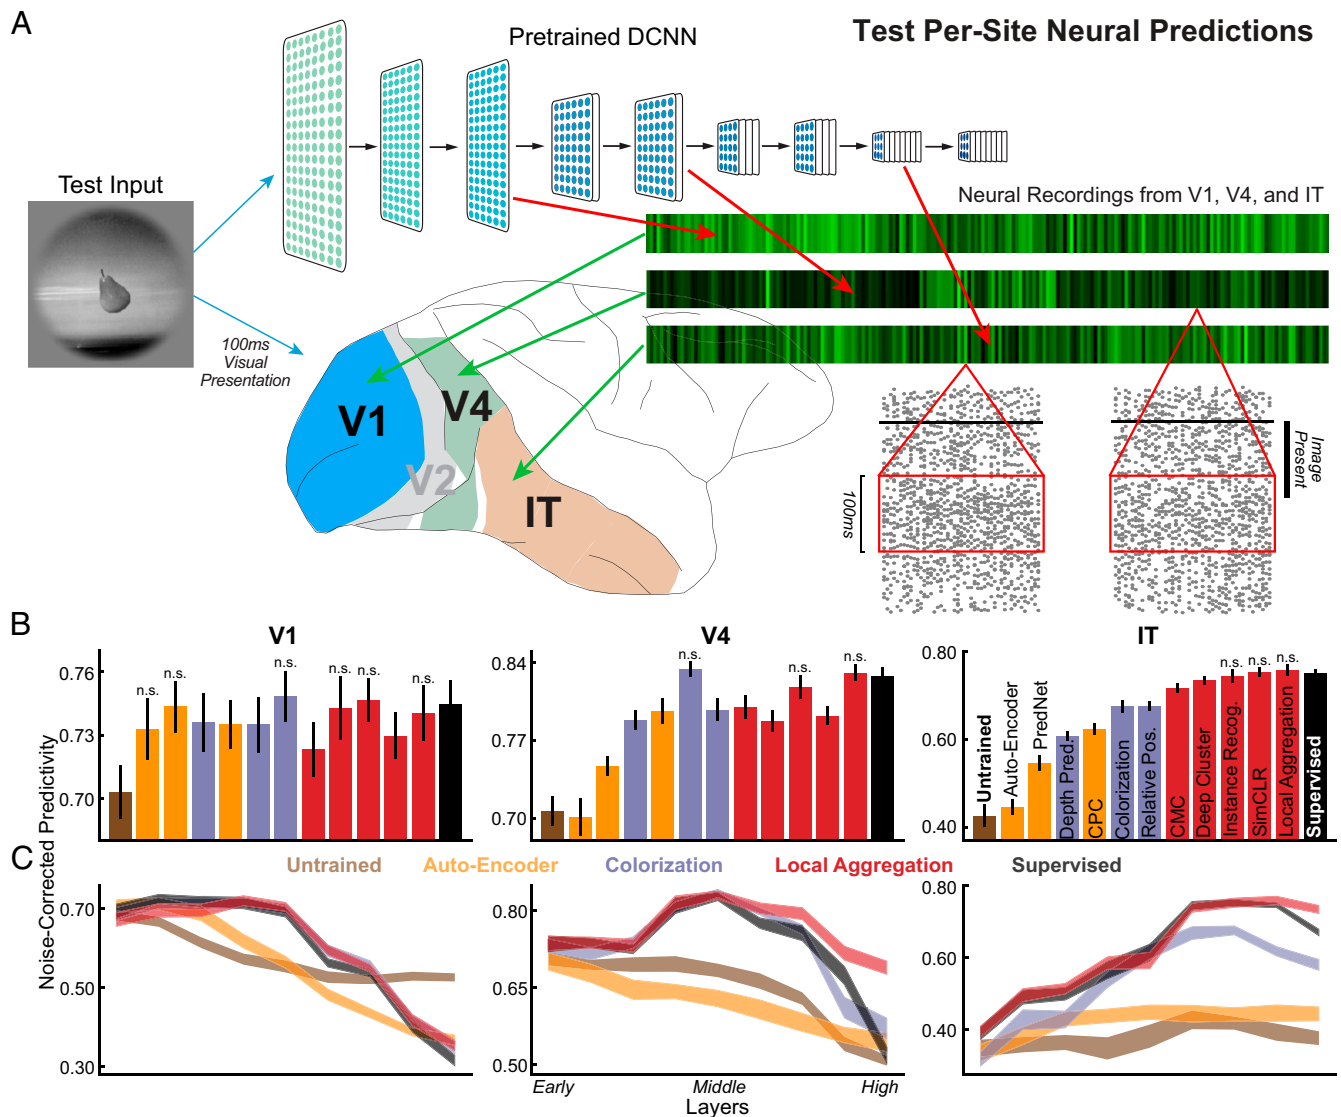 A
Pretrained DCNN
Test Per-Site Neural Predictions
Test Input
Neural Recordings from V1, V4, and IT
100ms
Visual
Presentation
V1
V4
V2
IT
100ms
Image
Present
B
V1
V4
IT
Noise-Corrected Predictivity
0.76
0.73
0.70
n.s.
n.s.
n.s.
n.s.
n.s.
n.s.
0.84
0.77
0.70
n.s.
n.s.
n.s.
0.80
0.60
0.40
n.s.
n.s.
n.s.
Untrained
Auto-Encoder
PredNet
Depth Pred.
CPC
Colorization
Relative Pos.
CMC
Deep Cluster
Instance Recog.
SimCLR
Local Aggregation
Supervised
C
Untrained
Auto-Encoder
Colorization
Local Aggregation
Supervised
0.70
0.50
0.30
0.80
0.65
0.50
0.80
0.60
0.40
Early
Middle
High
Layers